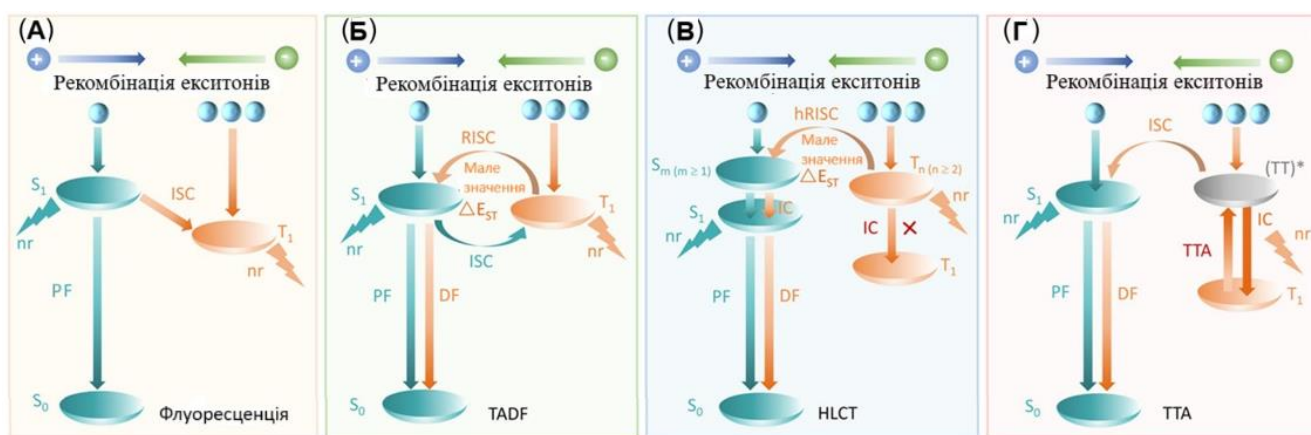 (А)
+
-
Рекомбінація екситонів
S1
ISC
T1
nr
nr
PF
S0
Флуоресценція
(Б)
+
-
Рекомбінація екситонів
RISC
Мале
значення
△EST
S1
T1
nr
nr
ISC
PF
DF
S0
TADF
(В)
+
-
Рекомбінація екситонів
hRISC
Мале
значення
△EST
Sm (m ≥ 1)
Tn (n ≥ 2)
S1
IC
nr
nr
IC
×
T1
PF
DF
S0
HLCT
(Г)
+
-
Рекомбінація екситонів
ISC
(TT)*
S1
nr
IC
nr
TTA
T1
PF
DF
S0
TTA